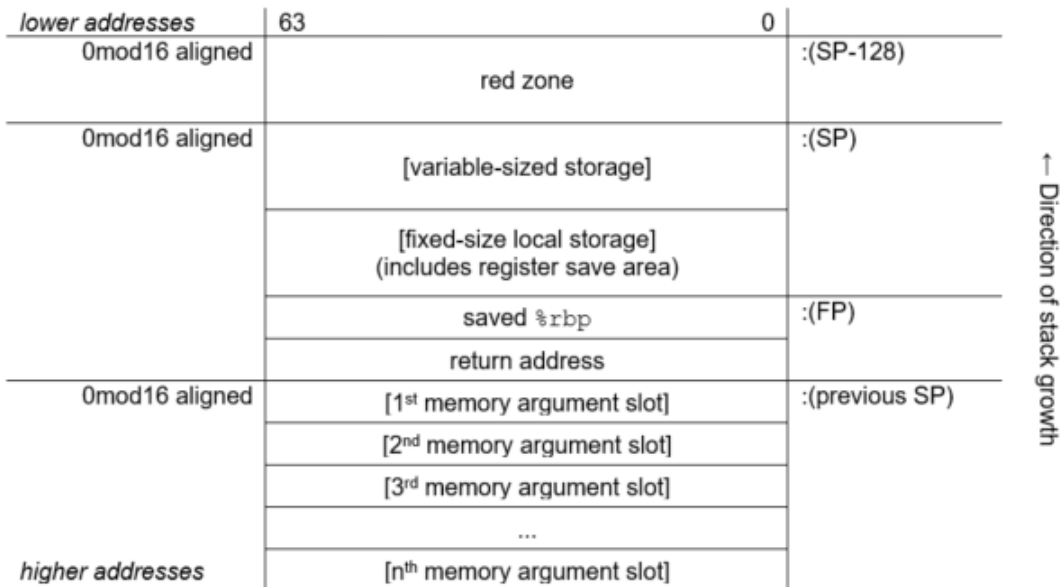 lower addresses 63 0
0mod16 aligned :(SP-128)
red zone
0mod16 aligned :(SP)
[variable-sized storage]
[fixed-size local storage]
(includes register save area)
saved %rbp :(FP)
return address
0mod16 aligned [1st memory argument slot] :(previous SP)
[2nd memory argument slot]
[3rd memory argument slot]
...
higher addresses [nth memory argument slot]
← Direction of stack growth